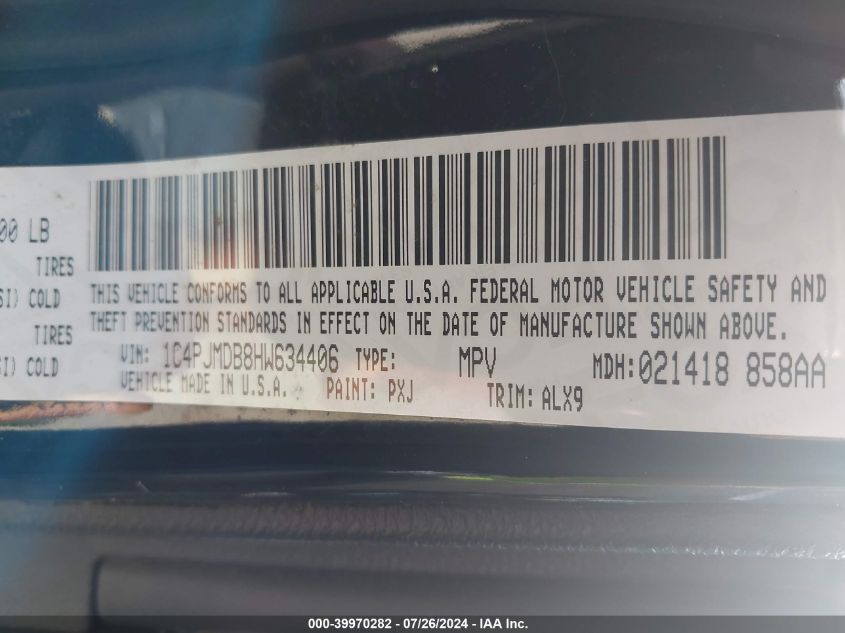 00 LB
TIRES
SI) COLD
TIRES
SI) COLD
THIS VEHICLE CONFORMS TO ALL APPLICABLE U.S.A. FEDERAL MOTOR VEHICLE SAFETY AND
THEFT PREVENTION STANDARDS IN EFFECT ON THE DATE OF MANUFACTURE SHOWN ABOVE.
VIN: 1C4PJMDB8HW634406 TYPE: MPV MDH:021418 858AA
VEHICLE MADE IN U.S.A. PAINT: PXJ TRIM: ALX9
000-39970282 - 07/26/2024 - IAA Inc.